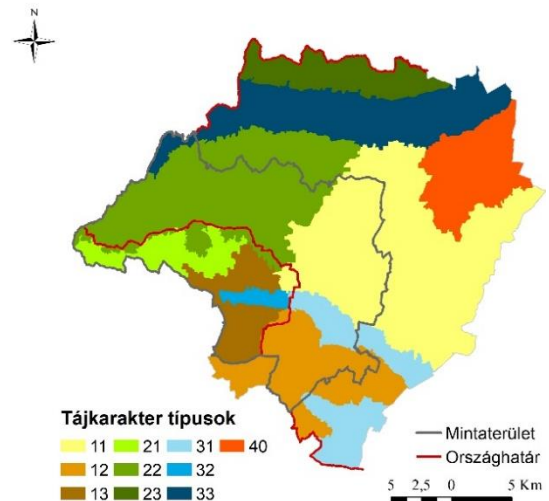 N
Tájkarakter típusok
11 21 31 40
12 22 32
13 23 33
Mintaterület
Országhatár
5 2,5 0 5 Km